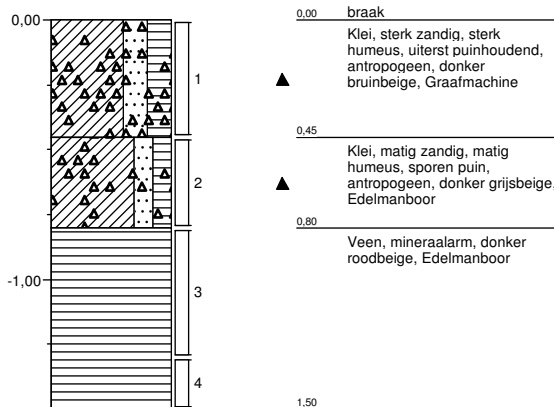 0,00
-1,00
1
2
3
4
0,00
braak
Klei, sterk zandig, sterk
humeus, uiterst puinhoudend,
antropogeen, donker
bruinbeige, Graafmachine
0,45
Klei, matig zandig, matig
humeus, sporen puin,
antropogeen, donker grijsbeige,
Edelmanboor
0,80
Veen, mineraalarm, donker
roodbeige, Edelmanboor
1,50